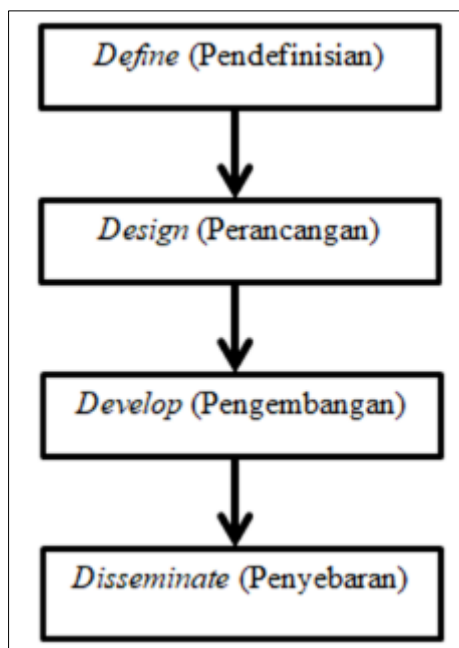 Define (Pendefinisian)
Design (Perancangan)
Develop (Pengembangan)
Disseminate (Penyebaran)